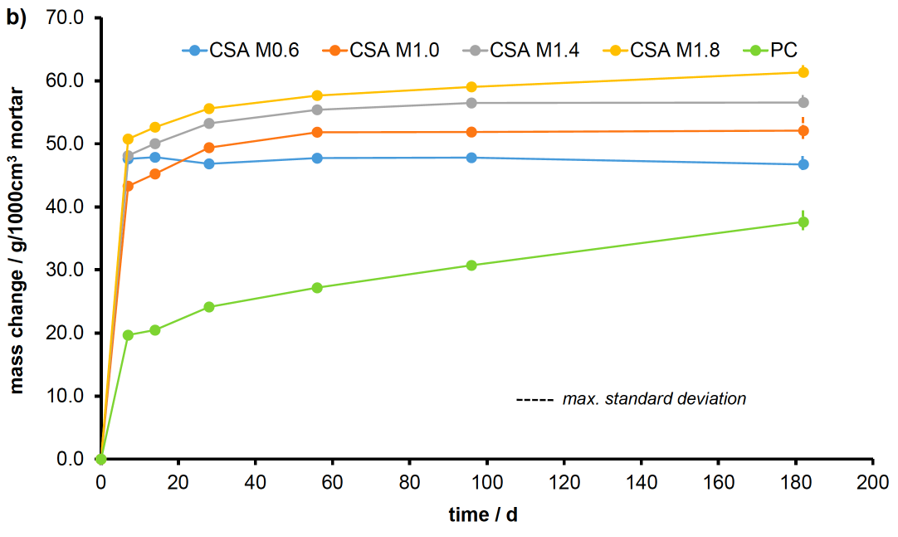 b)
70.0
60.0
50.0
40.0
30.0
20.0
10.0
0.0
mass change / g/1000cm³ mortar
CSA M0.6 CSA M1.0 CSA M1.4 CSA M1.8 PC
max. standard deviation
0 20 40 60 80 100 120 140 160 180 200
time / d